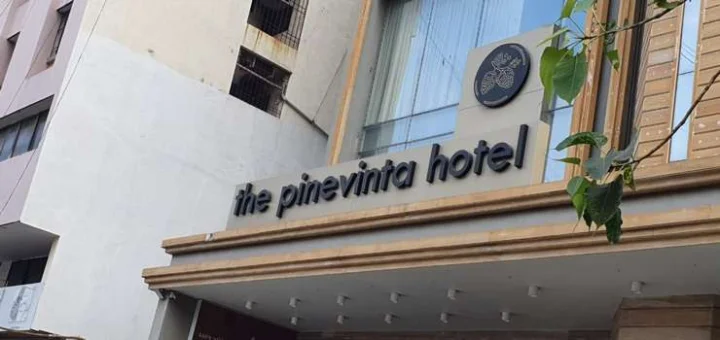 the pinevinta hotel